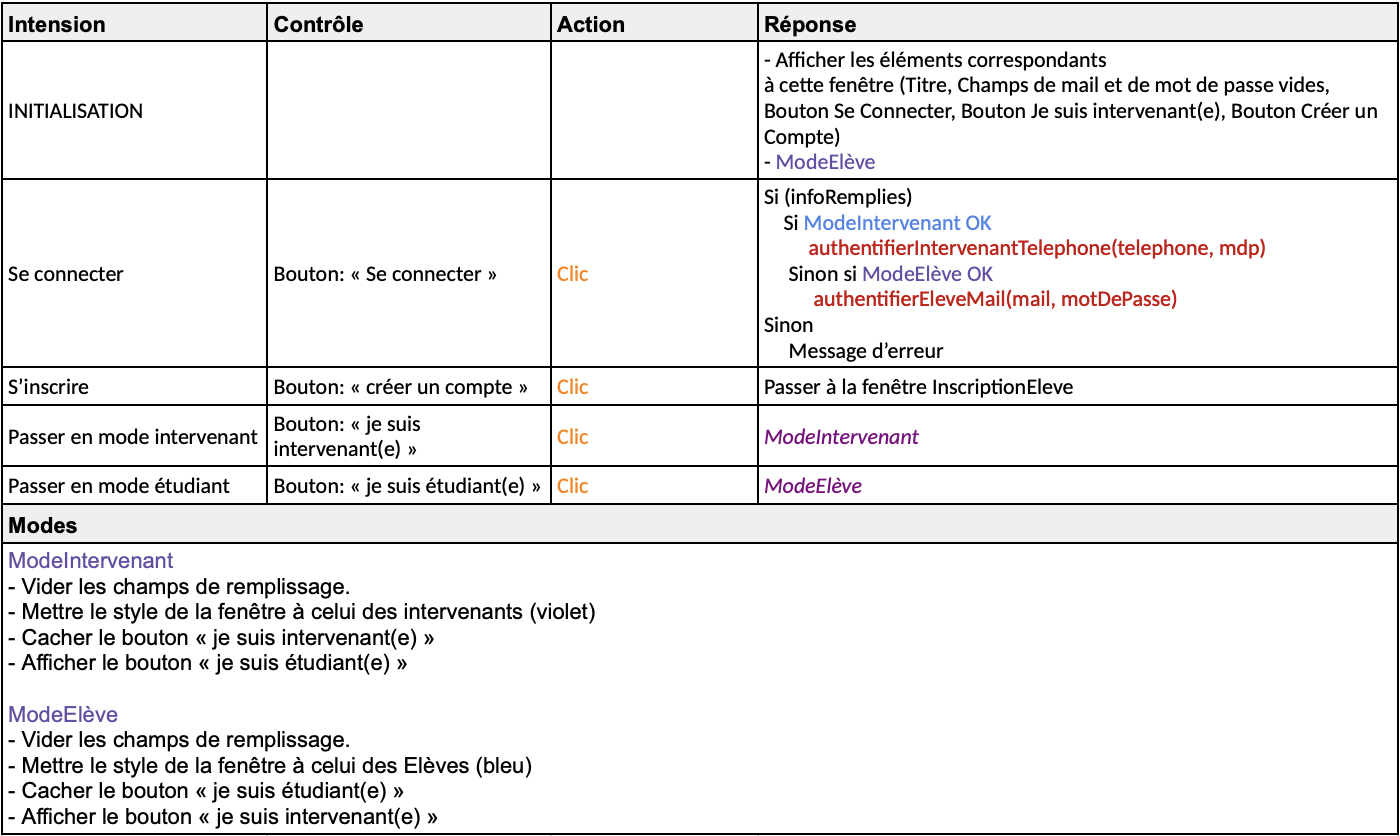 Intension Contrôle Action Réponse
INITIALISATION
- Afficher les éléments correspondants
à cette fenêtre (Titre, Champs de mail et de mot de passe vides,
Bouton Se Connecter, Bouton Je suis intervenant(e), Bouton Créer un
Compte)
- ModeElève
Se connecter
Bouton: « Se connecter »
Clic
Si (infoRemplies)
Si ModeIntervenant OK
authentifierIntervenantTelephone(telephone, mdp)
Sinon si ModeElève OK
authentifierEleveMail(mail, motDePasse)
Sinon
Message d’erreur
S’inscrire
Bouton: « créer un compte »
Clic
Passer à la fenêtre InscriptionEleve
Passer en mode intervenant
Bouton: « je suis
intervenant(e) »
Clic
ModeIntervenant
Passer en mode étudiant
Bouton: « je suis étudiant(e) »
Clic
ModeElève
Modes
ModeIntervenant
- Vider les champs de remplissage.
- Mettre le style de la fenêtre à celui des intervenants (violet)
- Cacher le bouton « je suis intervenant(e) »
- Afficher le bouton « je suis étudiant(e) »
ModeElève
- Vider les champs de remplissage.
- Mettre le style de la fenêtre à celui des Elèves (bleu)
- Cacher le bouton « je suis étudiant(e) »
- Afficher le bouton « je suis intervenant(e) »